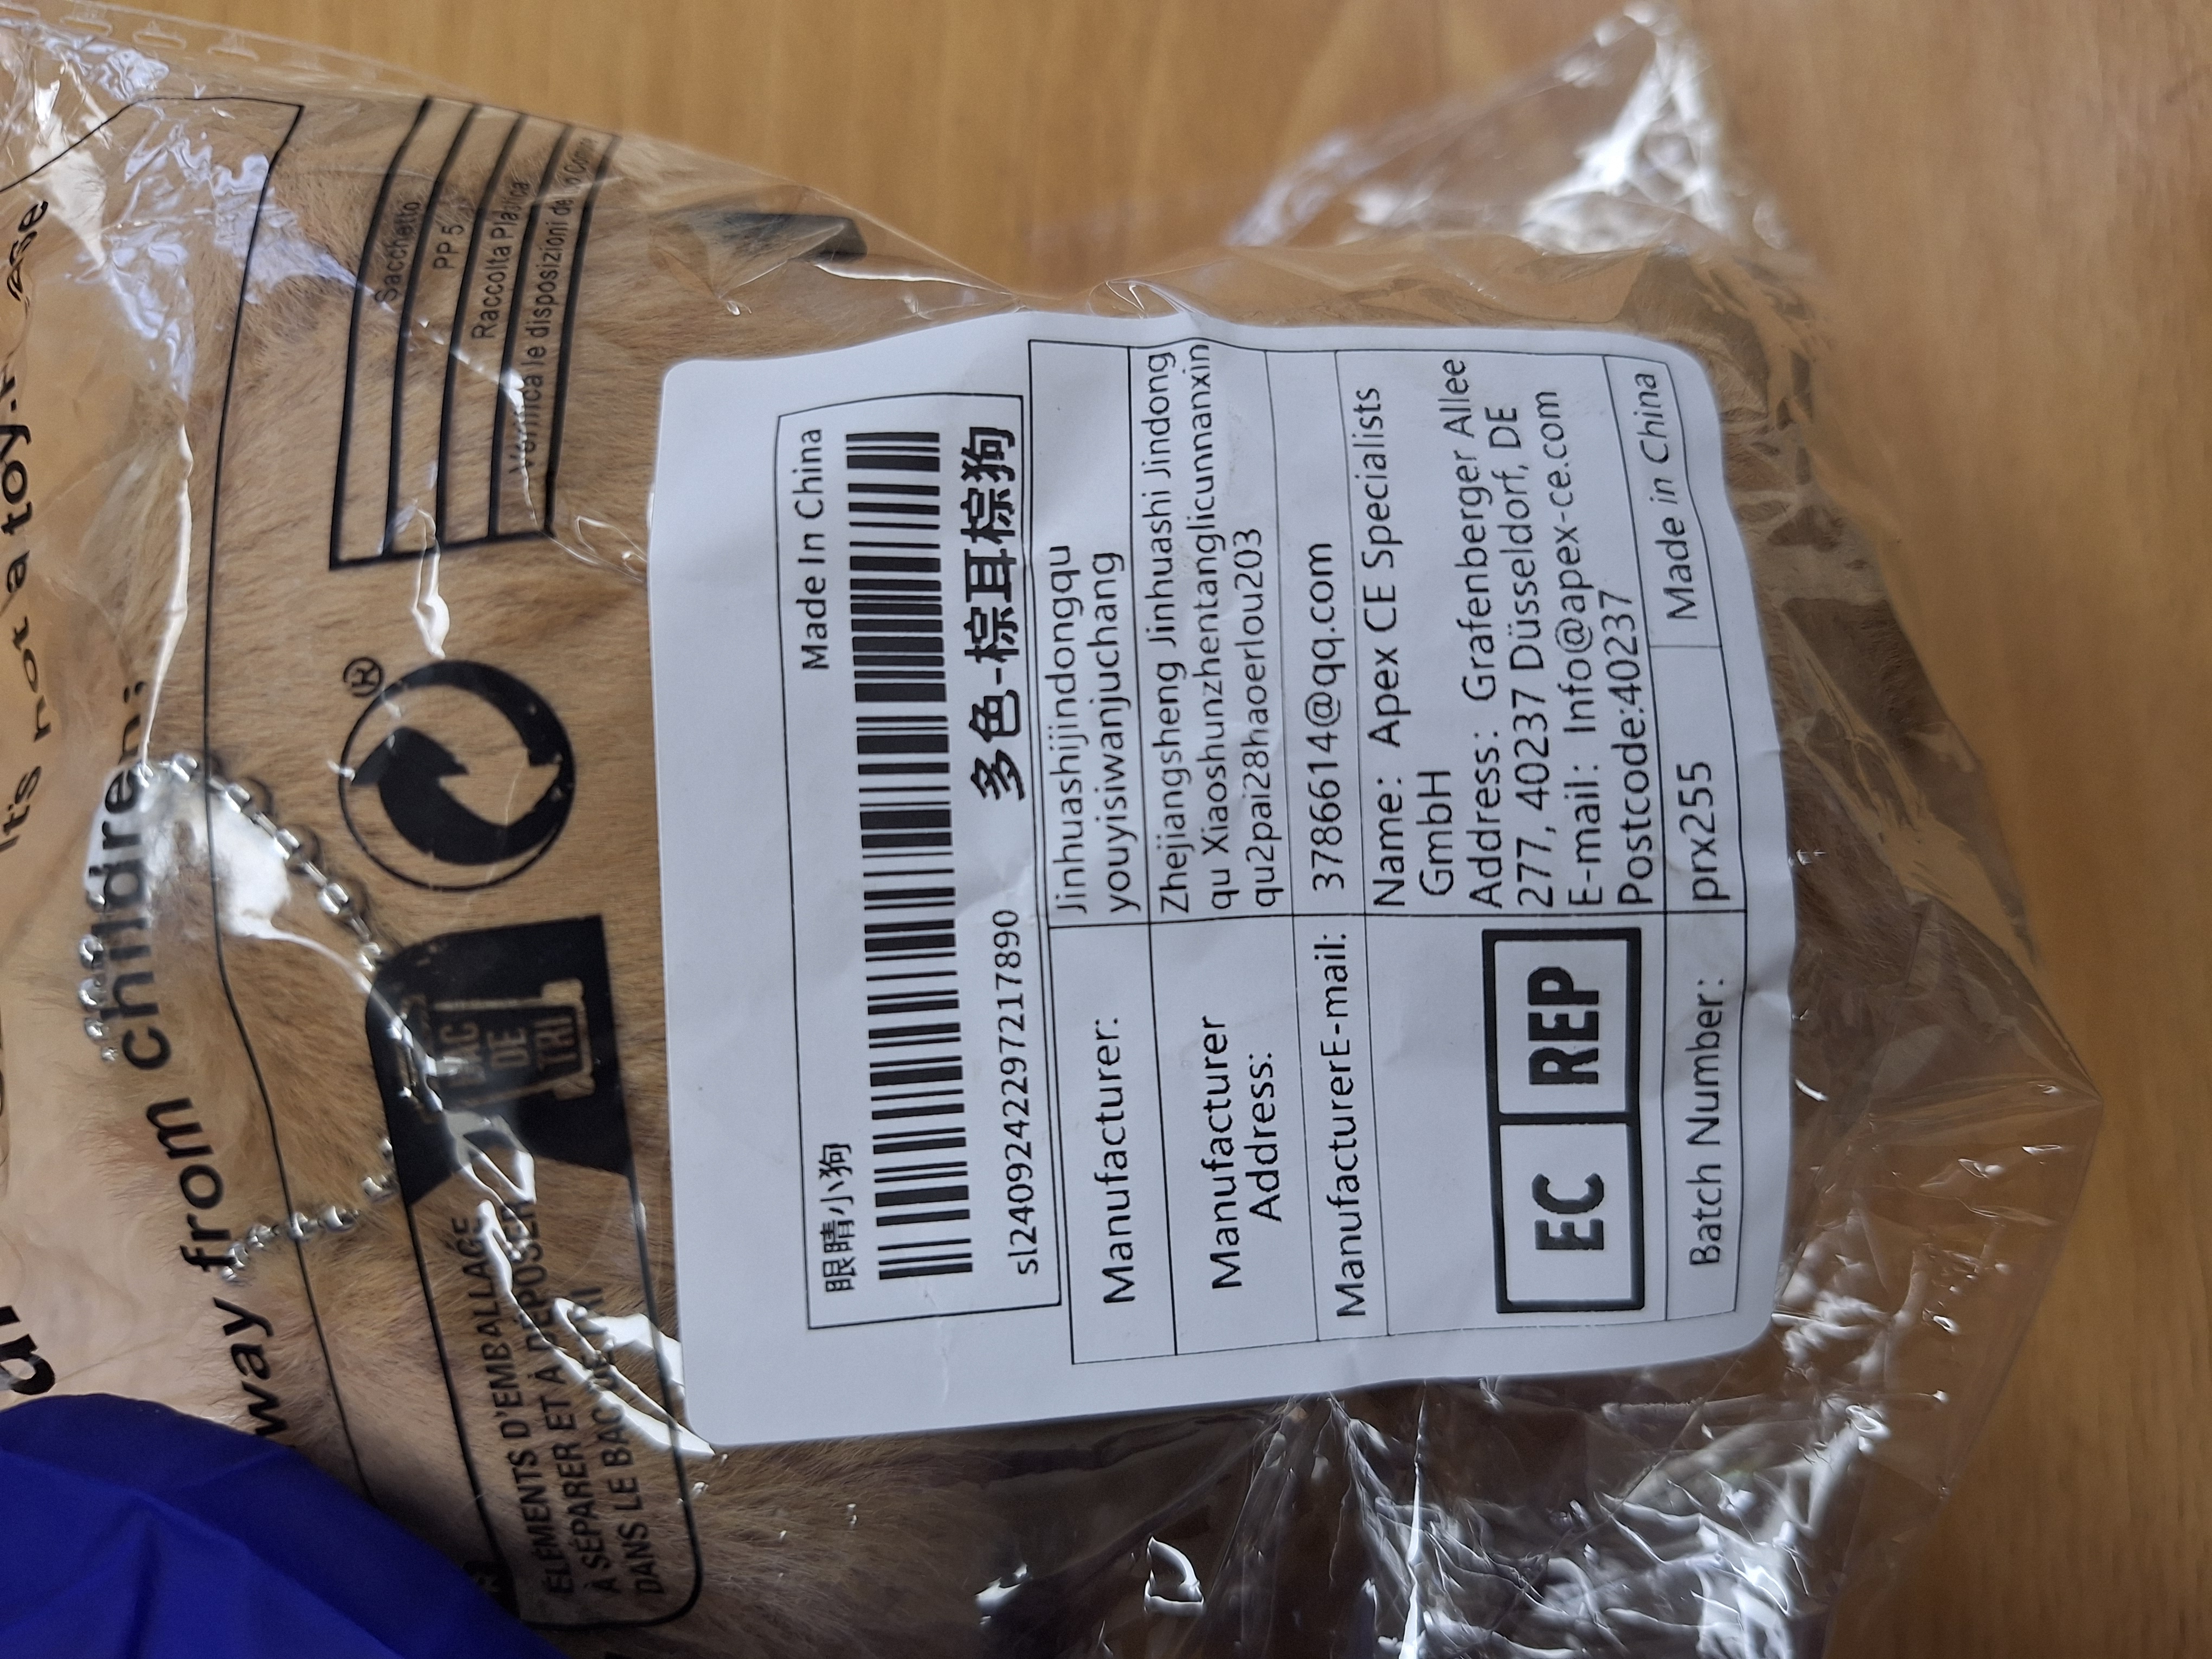 it's not a toy.
way from children;
Sacchetto
PP 5
Raccolta Plastica
le disposizioni
®
BAC
DE
TRI
ÉLÉMENTS D'EMBALLAGE
À SÉPARER ET À DÉPOSER
DANS LE BAC DE TRI
眼睛小狗 Made In China
sl2409242297217890 多色-棕耳棕狗
Manufacturer: Jinhuashijindongqu
youyisiwanjuchang
Manufacturer
Address:
Zhejiangsheng Jinhuashi Jindong
qu Xiaoshunzhentanglicunnanxin
qu2pai28haoerlou203
ManufacturerE-mail: 37866614@qq.com
EC REP
Name: Apex CE Specialists
GmbH
Address: Grafenberger Allee
277, 40237 Düsseldorf, DE
E-mail: Info@apex-ce.com
Postcode:40237
Batch Number: prx255 Made in China